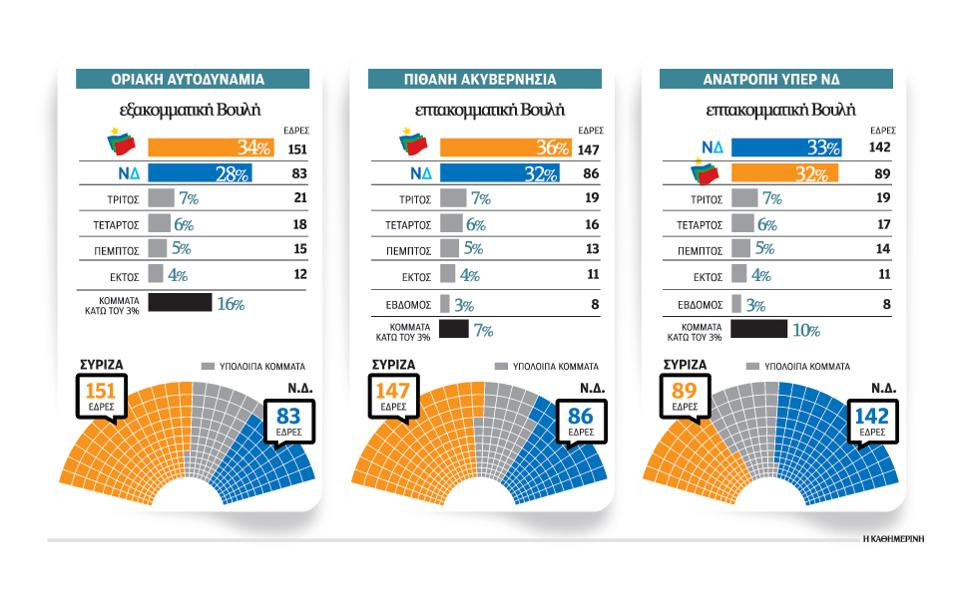 ΟΡΙΑΚΗ ΑΥΤΟΔΥΝΑΜΙΑ
εξακομματική Βουλή
ΕΔΡΕΣ
34% 151
ΝΔ 28% 83
ΤΡΙΤΟΣ 7% 21
ΤΕΤΑΡΤΟΣ 6% 18
ΠΕΜΠΤΟΣ 5% 15
ΕΚΤΟΣ 4% 12
ΚΟΜΜΑΤΑ
ΚΑΤΩ ΤΟΥ 3% 16%
ΣΥΡΙΖΑ
ΥΠΟΛΟΙΠΑ ΚΟΜΜΑΤΑ
151
ΕΔΡΕΣ
Ν.Δ.
83
ΕΔΡΕΣ
ΠΙΘΑΝΗ ΑΚΥΒΕΡΝΗΣΙΑ
επτακομματική Βουλή
ΕΔΡΕΣ
36% 147
ΝΔ 32% 86
ΤΡΙΤΟΣ 7% 19
ΤΕΤΑΡΤΟΣ 6% 16
ΠΕΜΠΤΟΣ 5% 13
ΕΚΤΟΣ 4% 11
ΕΒΔΟΜΟΣ 3% 8
ΚΟΜΜΑΤΑ
ΚΑΤΩ ΤΟΥ 3% 7%
ΣΥΡΙΖΑ
ΥΠΟΛΟΙΠΑ ΚΟΜΜΑΤΑ
147
ΕΔΡΕΣ
Ν.Δ.
86
ΕΔΡΕΣ
ΑΝΑΤΡΟΠΗ ΥΠΕΡ ΝΔ
επτακομματική Βουλή
ΕΔΡΕΣ
ΝΔ 33% 142
32% 89
ΤΡΙΤΟΣ 7% 19
ΤΕΤΑΡΤΟΣ 6% 17
ΠΕΜΠΤΟΣ 5% 14
ΕΚΤΟΣ 4% 11
ΕΒΔΟΜΟΣ 3% 8
ΚΟΜΜΑΤΑ
ΚΑΤΩ ΤΟΥ 3% 10%
ΣΥΡΙΖΑ
ΥΠΟΛΟΙΠΑ ΚΟΜΜΑΤΑ
89
ΕΔΡΕΣ
Ν.Δ.
142
ΕΔΡΕΣ
Η ΚΑΘΗΜΕΡΙΝΗ